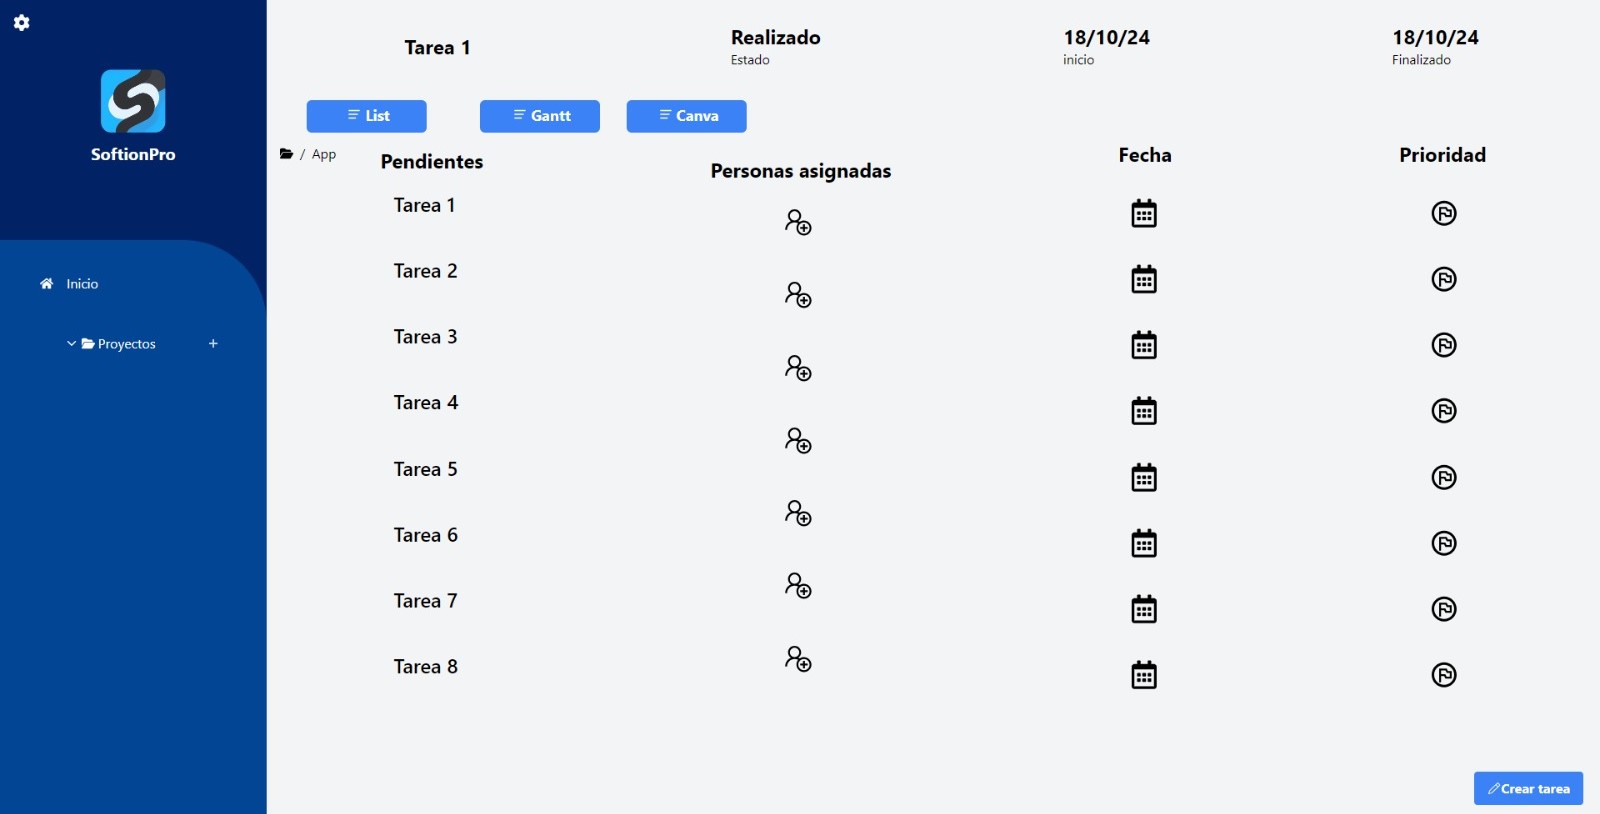 SoftionPro
Inicio
Proyectos +
Tarea 1
Realizado
Estado
18/10/24
inicio
18/10/24
Finalizado
List
Gantt
Canva
/ App
Pendientes
Personas asignadas
Fecha
Prioridad
Tarea 1
Tarea 2
Tarea 3
Tarea 4
Tarea 5
Tarea 6
Tarea 7
Tarea 8
Crear tarea